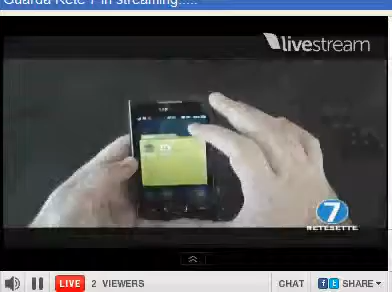 Guarda Rete 7 in streaming.....
livestream
7
RETESETTE
LIVE 2 VIEWERS CHAT f t SHARE